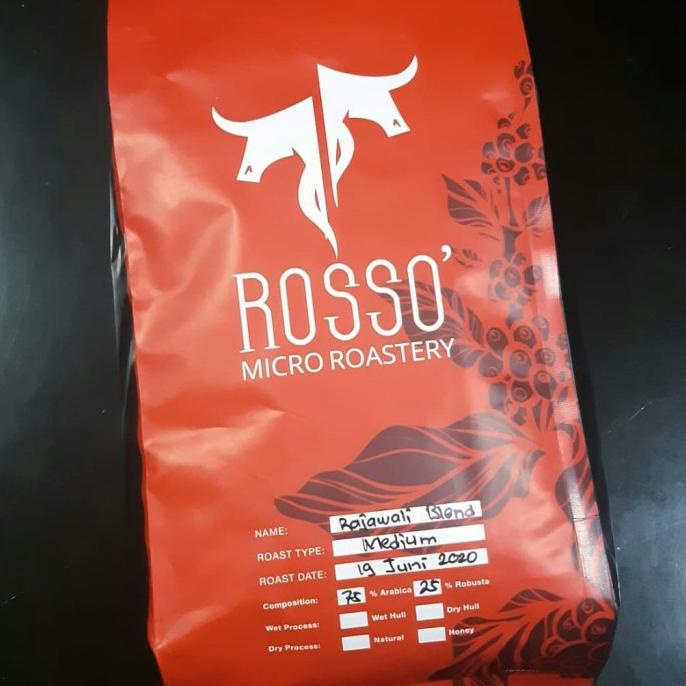 ROSSO'
MICRO ROASTERY
NAME: Rajawali Blend
ROAST TYPE: Medium
ROAST DATE: 19 Juni 2020
Composition: 75 % Arabica 25 % Robusta
Wet Process: Wet Hull Dry Hull
Dry Process: Natural Honey